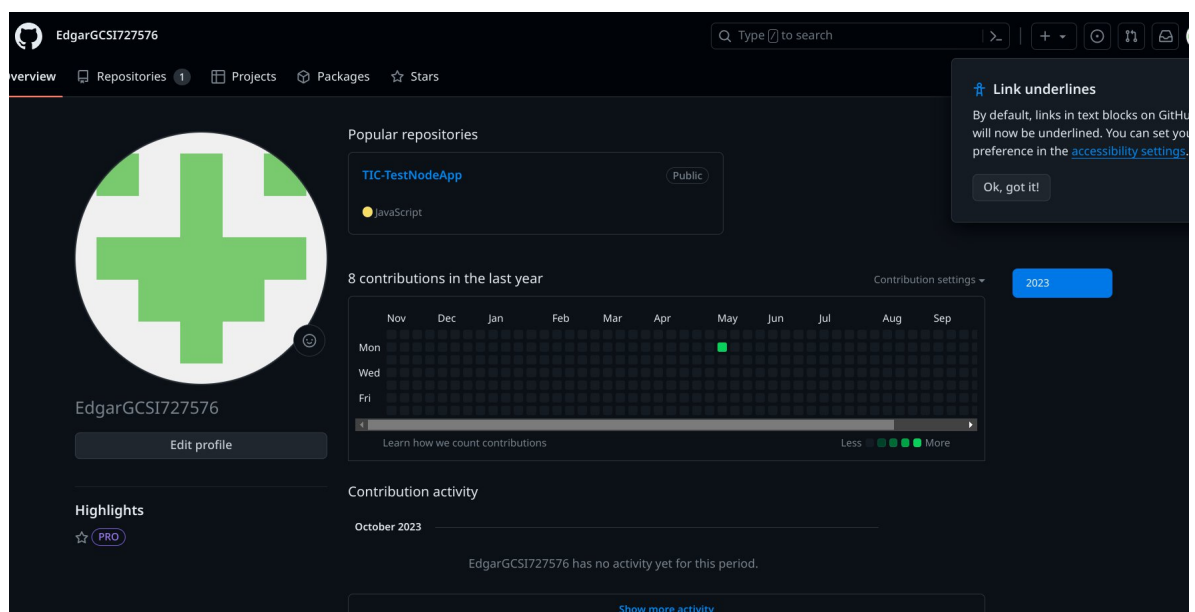 EdgarGCSI727576
Type / to search
verview
Repositories 1
Projects
Packages
Stars
Link underlines
By default, links in text blocks on GitHu
will now be underlined. You can set you
preference in the accessibility settings.
Ok, got it!
Popular repositories
TIC-TestNodeApp
Public
JavaScript
8 contributions in the last year
Contribution settings
2023
Nov Dec Jan Feb Mar Apr May Jun Jul Aug Sep
Mon
Wed
Fri
Learn how we count contributions
Less More
EdgarGCSI727576
Edit profile
Highlights
PRO
Contribution activity
October 2023
EdgarGCSI727576 has no activity yet for this period.
Show more activity